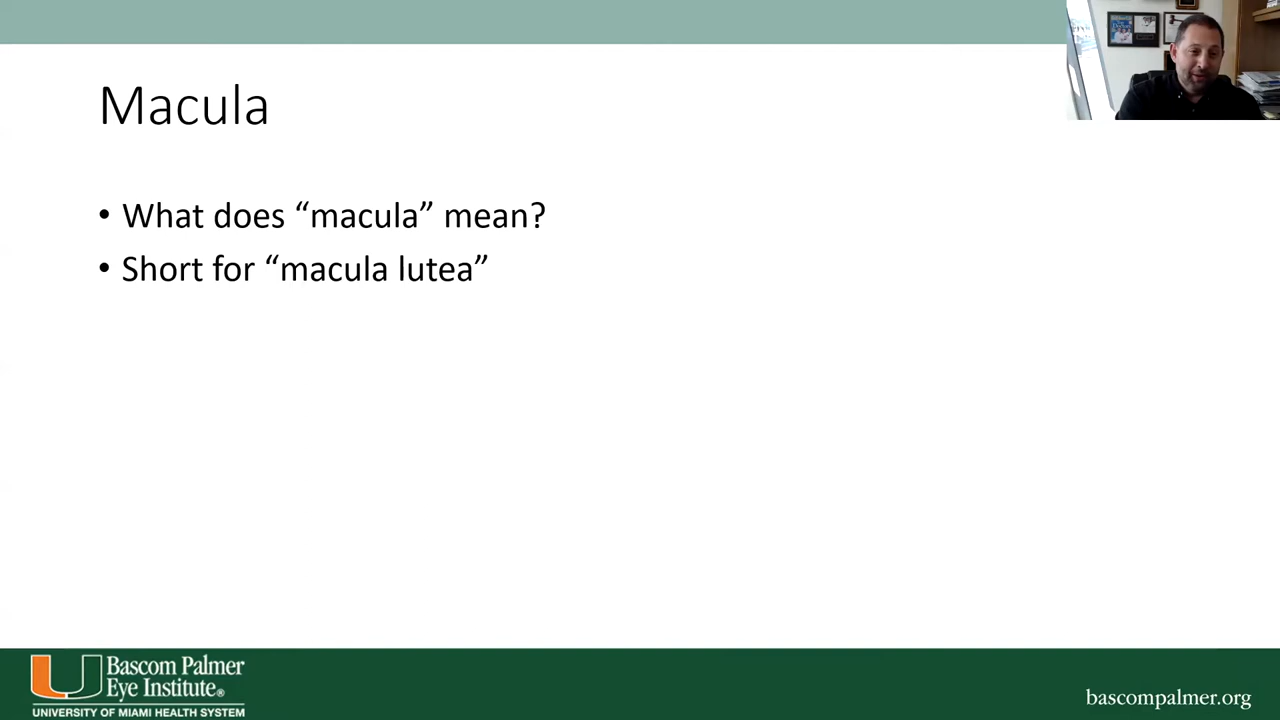 Macula
• What does “macula” mean?
• Short for “macula lutea”
Bascom Palmer
Eye Institute®
UNIVERSITY OF MIAMI HEALTH SYSTEM
bascompalmer.org